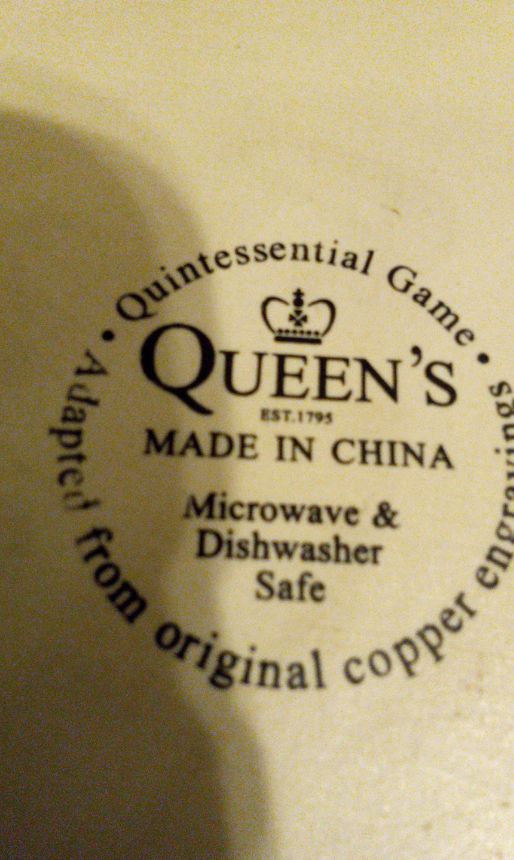 • Quintessential Game •
QUEEN'S
EST.1795
MADE IN CHINA
Microwave &
Dishwasher
Safe
Adapted from original copper engravings